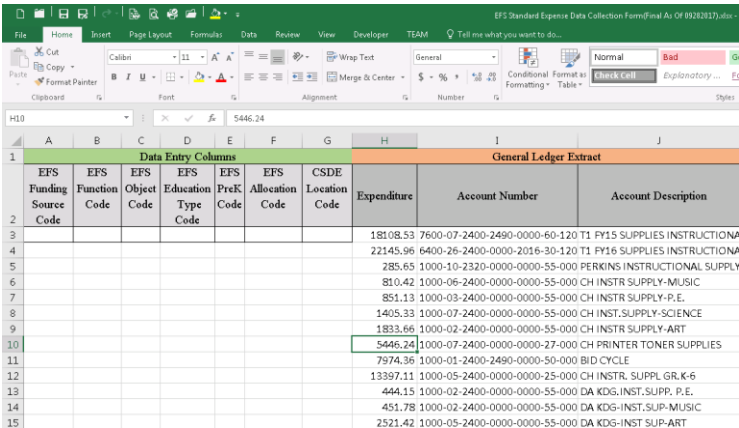 EFS Standard Expense Data Collection Form(Final As Of 09282017).xlsx -
File Home Insert Page Layout Formulas Data Review View Developer TEAM Tell me what you want to do...
Cut
Copy
Format Painter
Paste
Clipboard
Calibri 11 A A
B I U A
Font
Wrap Text
Merge & Center
Alignment
General
$ - % , .0 .00
Number
Conditional Formatting
Format as Table
Normal Bad
Check Cell Explanatory ...
Styles
H10 fx 5446.24
A B C D E F G H I J
1 Data Entry Columns General Ledger Extract
2 EFS Funding Source Code EFS Function Code EFS Object Code EFS Education Type Code EFS PreK Code EFS Allocation Code CSDE Location Code Expenditure Account Number Account Description
3 18108.53 7600-07-2400-2490-0000-60-120 T1 FY15 SUPPLIES INSTRUCTIONA
4 22145.96 6400-26-2400-0000-2016-30-120 T1 FY16 SUPPLIES INSTRUCTIONA
5 285.65 1000-10-2320-0000-0000-55-000 PERKINS INSTRUCTIONAL SUPPLY
6 810.42 1000-06-2400-0000-0000-55-000 CH INSTR SUPPLY-MUSIC
7 851.13 1000-03-2400-0000-0000-55-000 CH INSTR SUPPLY-P.E.
8 1405.33 1000-07-2400-0000-0000-55-000 CH INST.SUPPLY-SCIENCE
9 1833.66 1000-02-2400-0000-0000-55-000 CH INSTR SUPPLY-ART
10 5446.24 1000-07-2400-0000-0000-27-000 CH PRINTER TONER SUPPLIES
11 7974.36 1000-01-2400-2490-0000-50-000 BID CYCLE
12 13397.11 1000-05-2400-0000-0000-25-000 CH INSTR. SUPPL GR.K-6
13 444.15 1000-02-2400-0000-0000-55-000 DA KDG.INST.SUPP. P.E.
14 451.78 1000-02-2400-0000-0000-55-000 DA KDG-INST.SUP-MUSIC
15 2521.42 1000-05-2400-0000-0000-55-000 DA KDG-INST SUP-ART